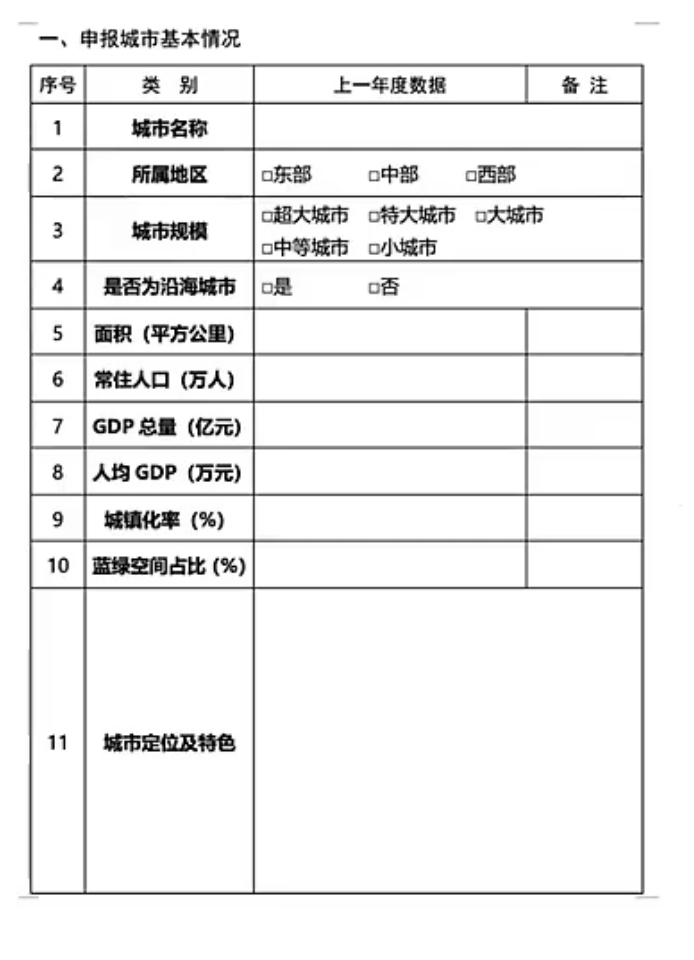 一、申报城市基本情况
序号 类 别 上一年度数据 备 注
1 城市名称
2 所属地区 □东部 □中部 □西部
3 城市规模 □超大城市 □特大城市 □大城市
□中等城市 □小城市
4 是否为沿海城市 □是 □否
5 面积（平方公里）
6 常住人口（万人）
7 GDP 总量（亿元）
8 人均 GDP（万元）
9 城镇化率（%）
10 蓝绿空间占比（%）
11 城市定位及特色